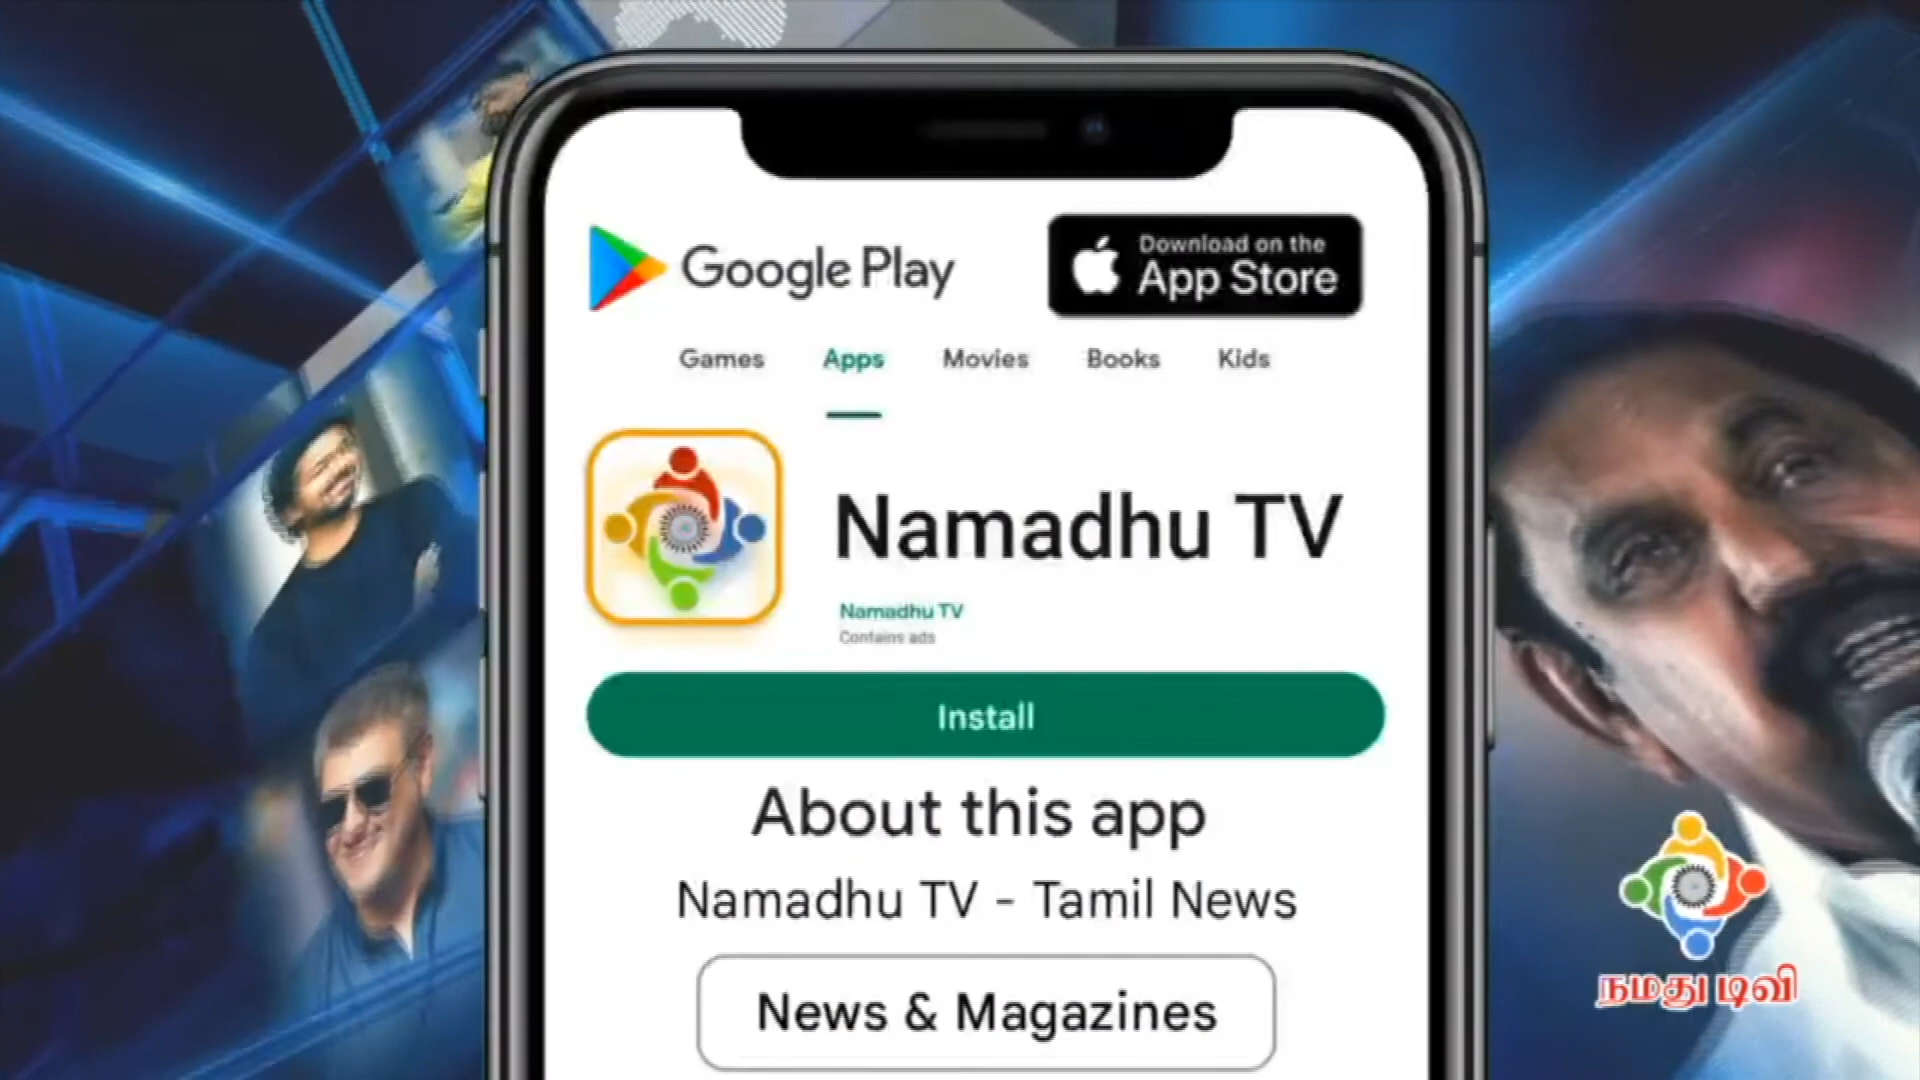 Google Play
Download on the
App Store
Games Apps Movies Books Kids
Namadhu TV
Namadhu TV
Contains ads
Install
About this app
Namadhu TV - Tamil News
News & Magazines
நமது டிவி